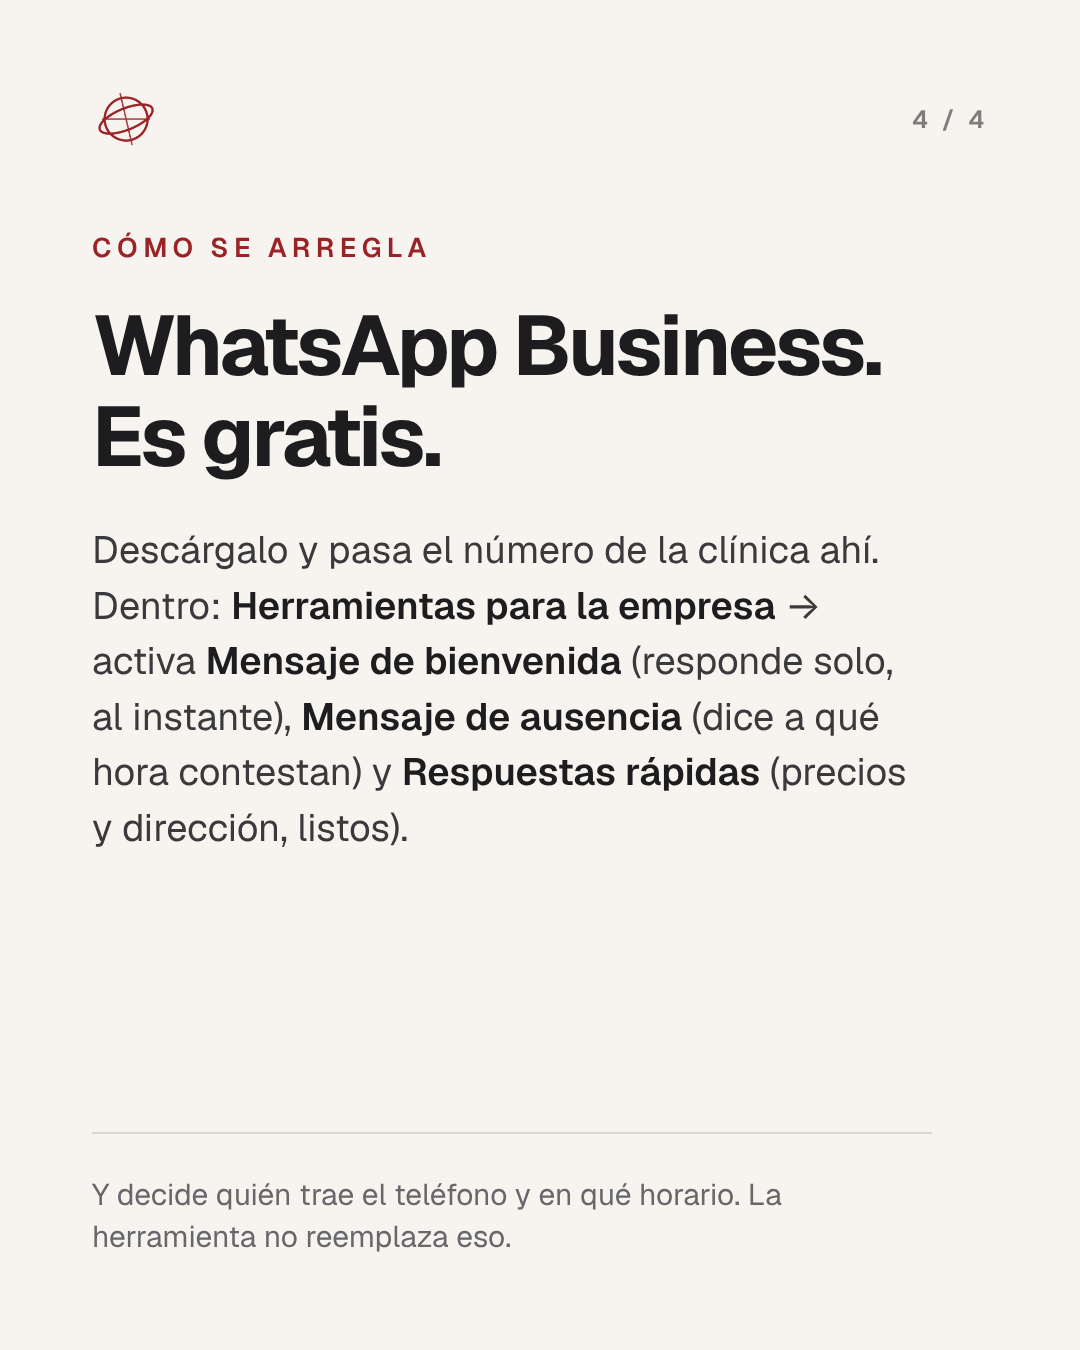 4 / 4
CÓMO SE ARREGLA
WhatsApp Business.
Es gratis.
Descárgalo y pasa el número de la clínica ahí.
Dentro: Herramientas para la empresa →
activa Mensaje de bienvenida (responde solo,
al instante), Mensaje de ausencia (dice a qué
hora contestan) y Respuestas rápidas (precios
y dirección, listos).
Y decide quién trae el teléfono y en qué horario. La
herramienta no reemplaza eso.